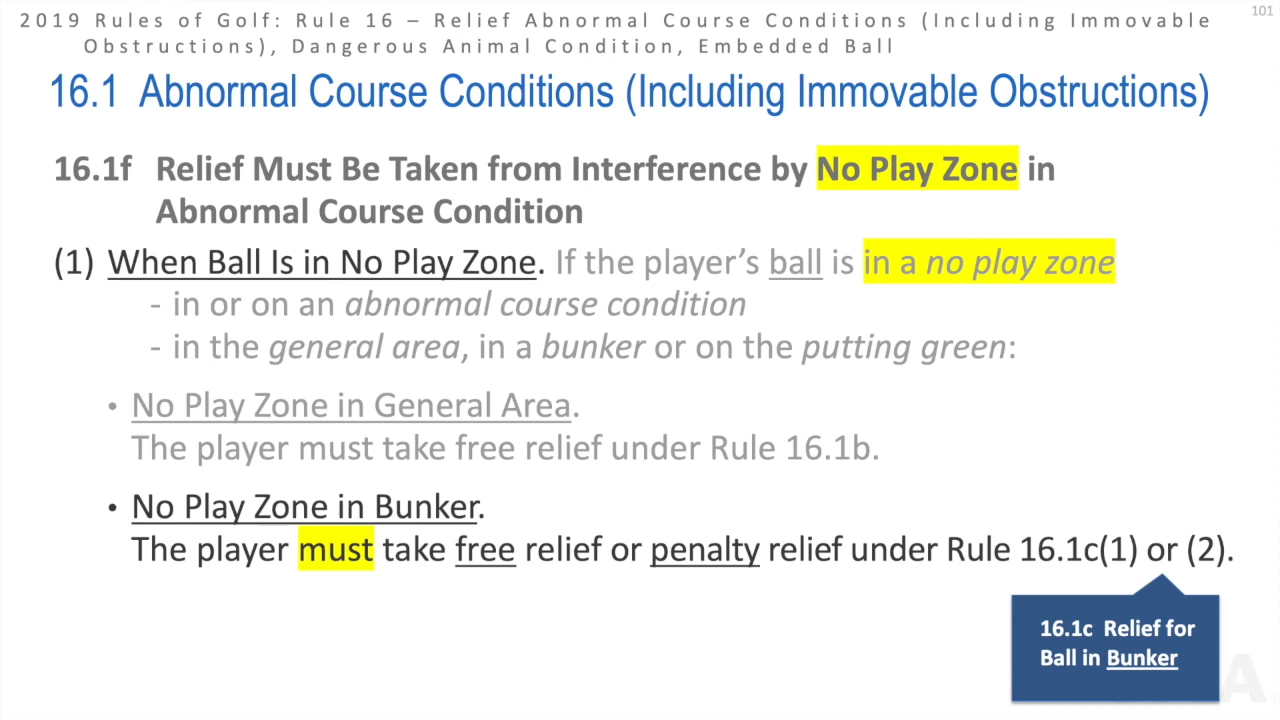 2019 Rules of Golf: Rule 16 – Relief Abnormal Course Conditions (Including Immovable
Obstructions), Dangerous Animal Condition, Embedded Ball
101
16.1 Abnormal Course Conditions (Including Immovable Obstructions)
16.1f Relief Must Be Taken from Interference by No Play Zone in
Abnormal Course Condition
(1) When Ball Is in No Play Zone. If the player’s ball is in a no play zone
- in or on an abnormal course condition
- in the general area, in a bunker or on the putting green:
• No Play Zone in General Area.
The player must take free relief under Rule 16.1b.
• No Play Zone in Bunker.
The player must take free relief or penalty relief under Rule 16.1c(1) or (2).
16.1c Relief for
Ball in Bunker